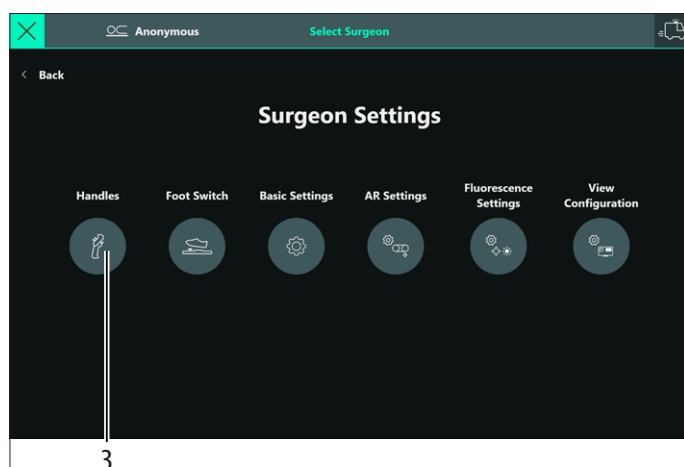 Anonymous
Select Surgeon
Back
Surgeon Settings
Handles
Foot Switch
Basic Settings
AR Settings
Fluorescence
Settings
View
Configuration
3